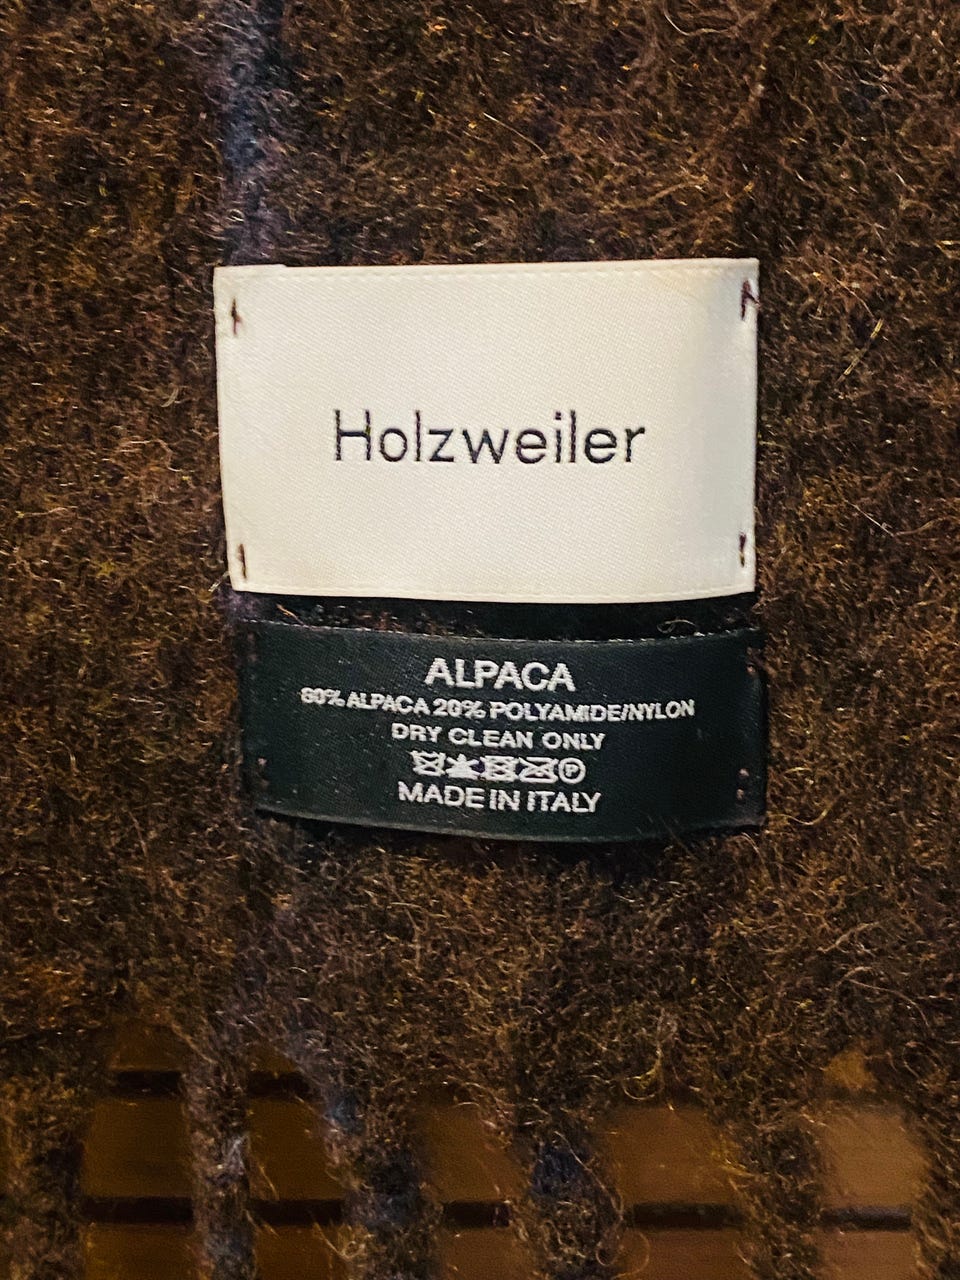 Holzweiler
ALPACA
80% ALPACA 20% POLYAMIDE/NYLON
DRY CLEAN ONLY
P
MADE IN ITALY